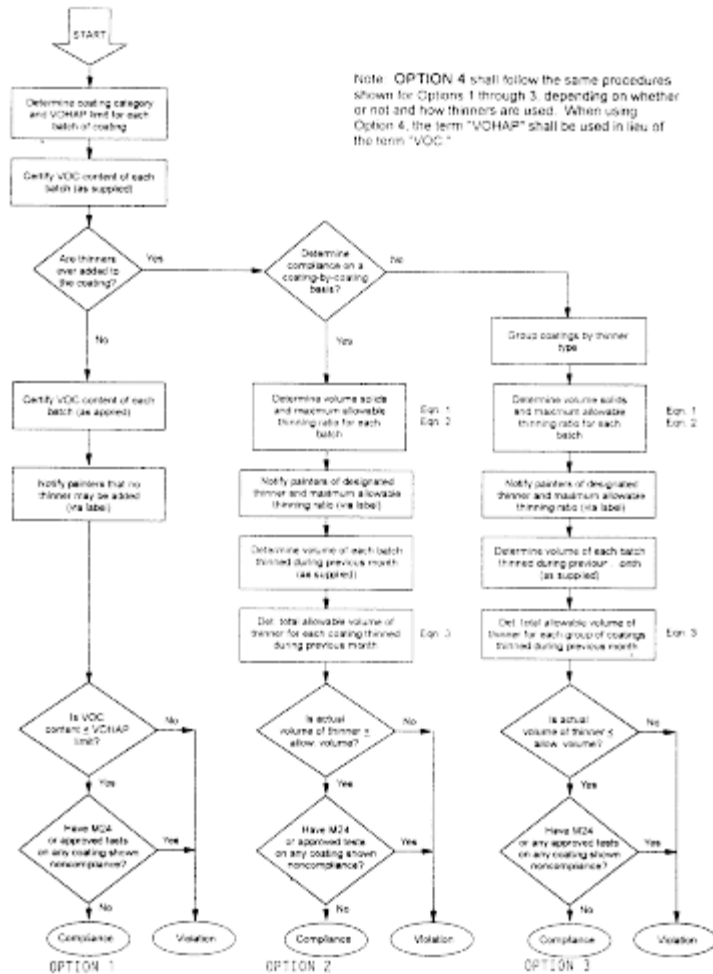 START
Note: OPTION 4 shall follow the same procedures
shown for Options 1 through 3, depending on whether
or not and how thinners are used. When using
Option 4, the term "VOHAP" shall be used in lieu of
the term "VOC."
Determine coating category
and VOHAP limit for each
batch of coating
Certify VOC content of each
batch (as supplied)
Are thinners
ever added to
the coating?
Yes
No
Determine
compliance on a
coating-by-coating
basis?
No
Yes
Group coatings by thinner
type
Certify VOC content of each
batch (as applied)
Notify painters that no
thinner may be added
(via label)
Determine volume solids
and maximum allowable
thinning ratio for each
batch
Eqn. 1
Eqn. 2
Notify painters of designated
thinner and maximum allowable
thinning ratio (via label)
Determine volume of each batch
thinned during previous month
(as supplied)
Det. total allowable volume of
thinner for each coating thinned
during previous month
Eqn. 3
Determine volume solids
and maximum allowable
thinning ratio for each
batch
Eqn. 1
Eqn. 2
Notify painters of designated
thinner and maximum allowable
thinning ratio (via label)
Determine volume of each batch
thinned during previour onth
(as supplied)
Det. total allowable volume of
thinner for each group of coatings
thinned during previous month
Eqn. 3
Is VOC
content ≤ VOHAP
limit?
No
Yes
Have M24
or approved tests
on any coating shown
noncompliance?
Yes
No
Compliance
Violation
OPTION 1
Is actual
volume of thinner ≤
allow. volume?
No
Yes
Have M24
or approved tests
on any coating shown
noncompliance?
Yes
No
Compliance
Violation
OPTION 2
Is actual
volume of thinner ≤
allow. volume?
No
Yes
Have M24
or any approved tests
on any coating shown
noncompliance?
Yes
No
Compliance
Violation
OPTION 3